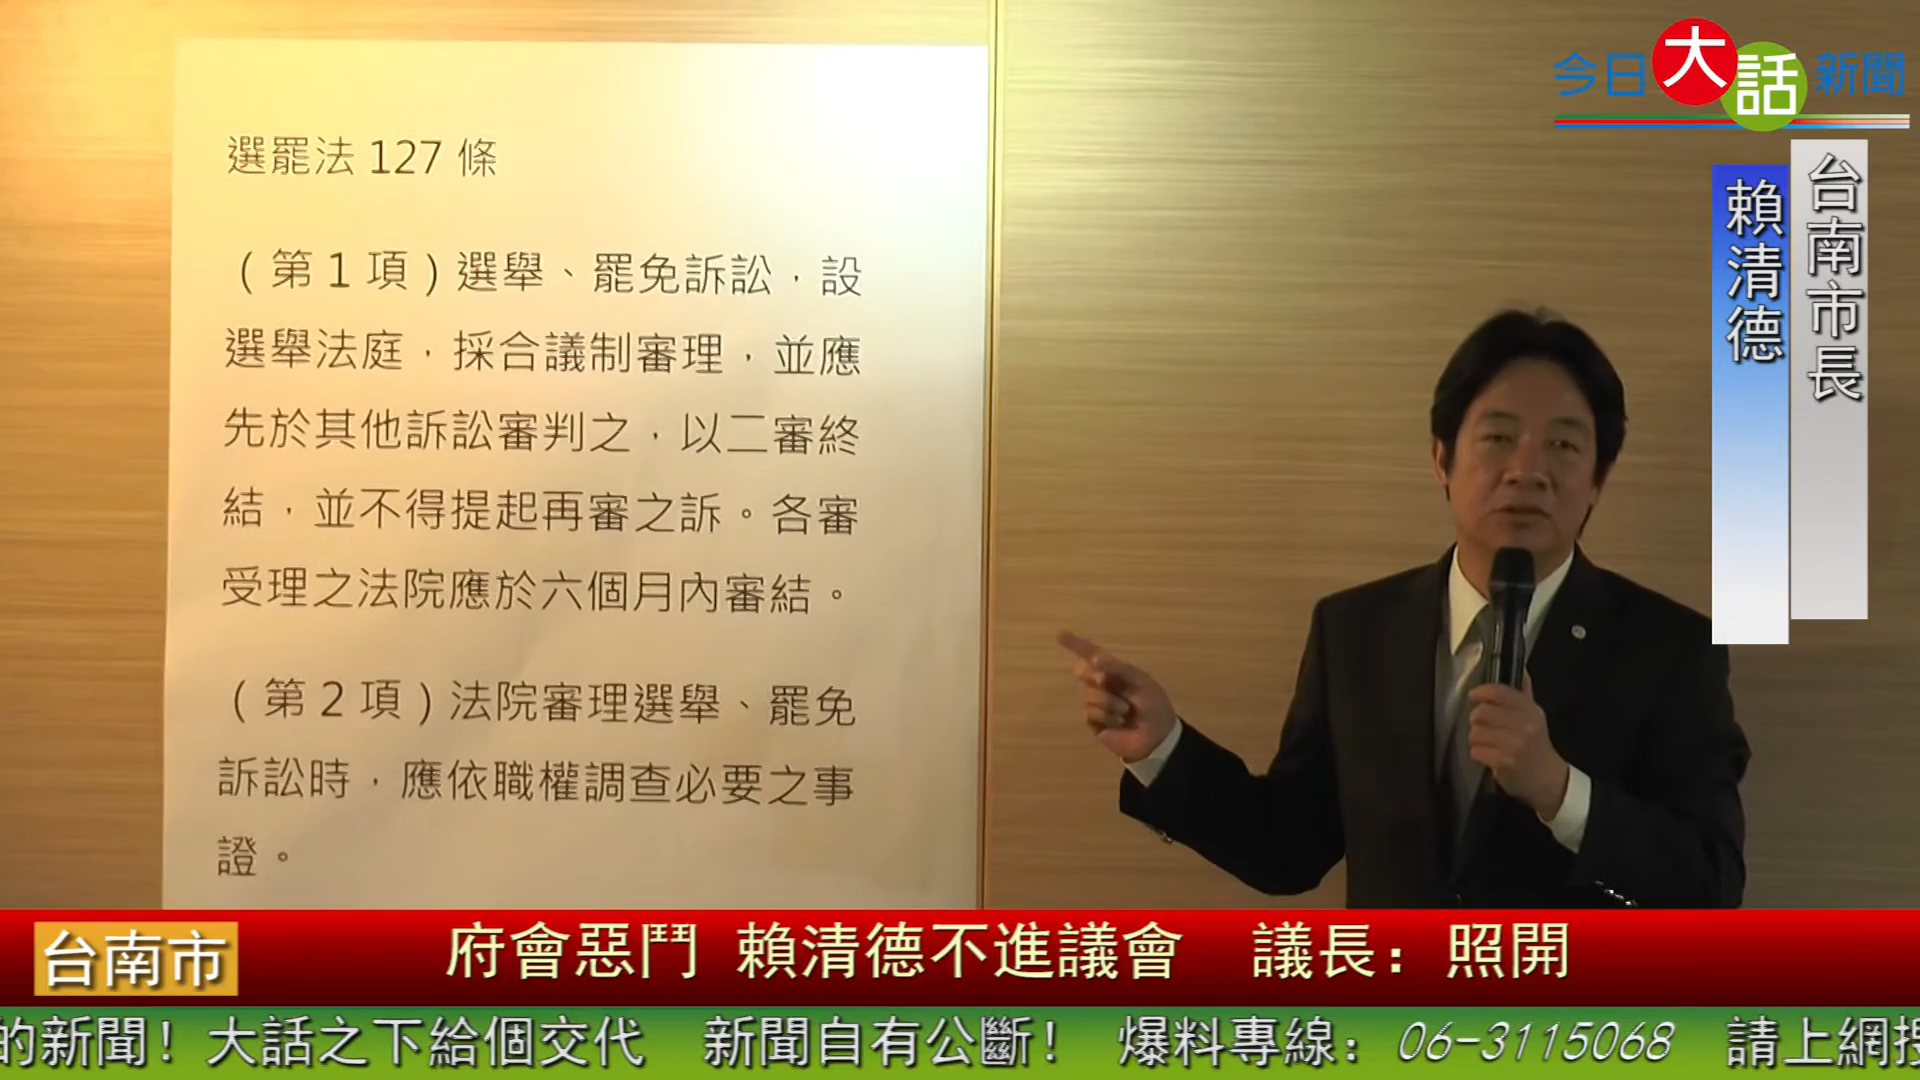 選罷法 127 條
（第 1 項）選舉、罷免訴訟，設
選舉法庭，採合議制審理，並應
先於其他訴訟審判之，以二審終
結，並不得提起再審之訴。各審
受理之法院應於六個月內審結。
（第 2 項）法院審理選舉、罷免
訴訟時，應依職權調查必要之事
證。
今日大話新聞
台南市長
賴清德
台南市
府會惡鬥 賴清德不進議會 議長：照開
的新聞！大話之下給個交代 新聞自有公斷！ 爆料專線：06-3115068 請上網搜